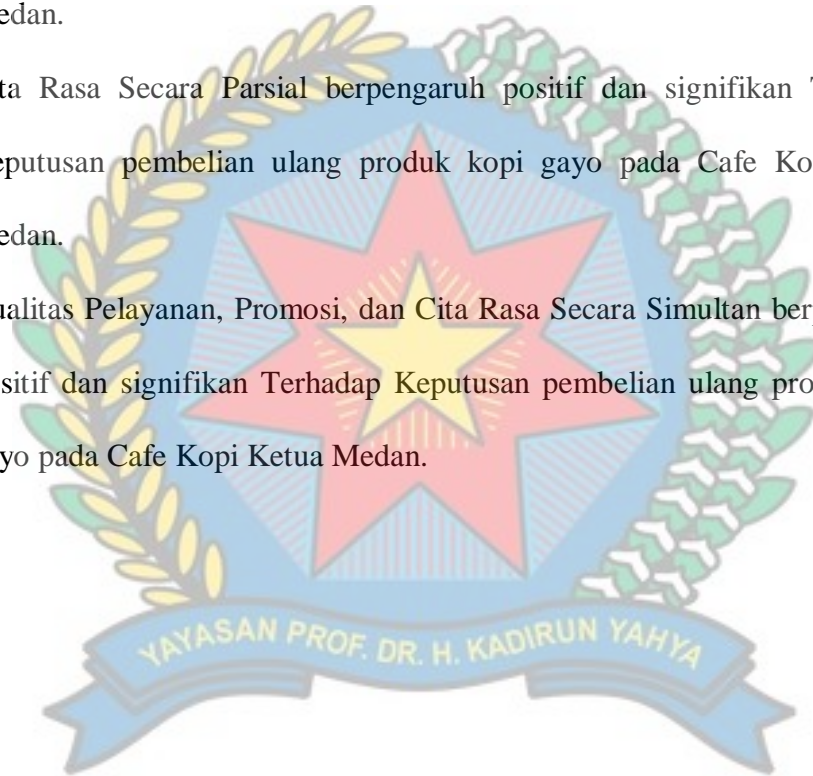 edan.
ta Rasa Secara Parsial berpengaruh positif dan signifikan T
eputusan pembelian ulang produk kopi gayo pada Cafe Ko
edan.
ualitas Pelayanan, Promosi, dan Cita Rasa Secara Simultan berp
sitif dan signifikan Terhadap Keputusan pembelian ulang pro
yo pada Cafe Kopi Ketua Medan.
YAYASAN PROF. DR. H. KADIRUN YAHYA